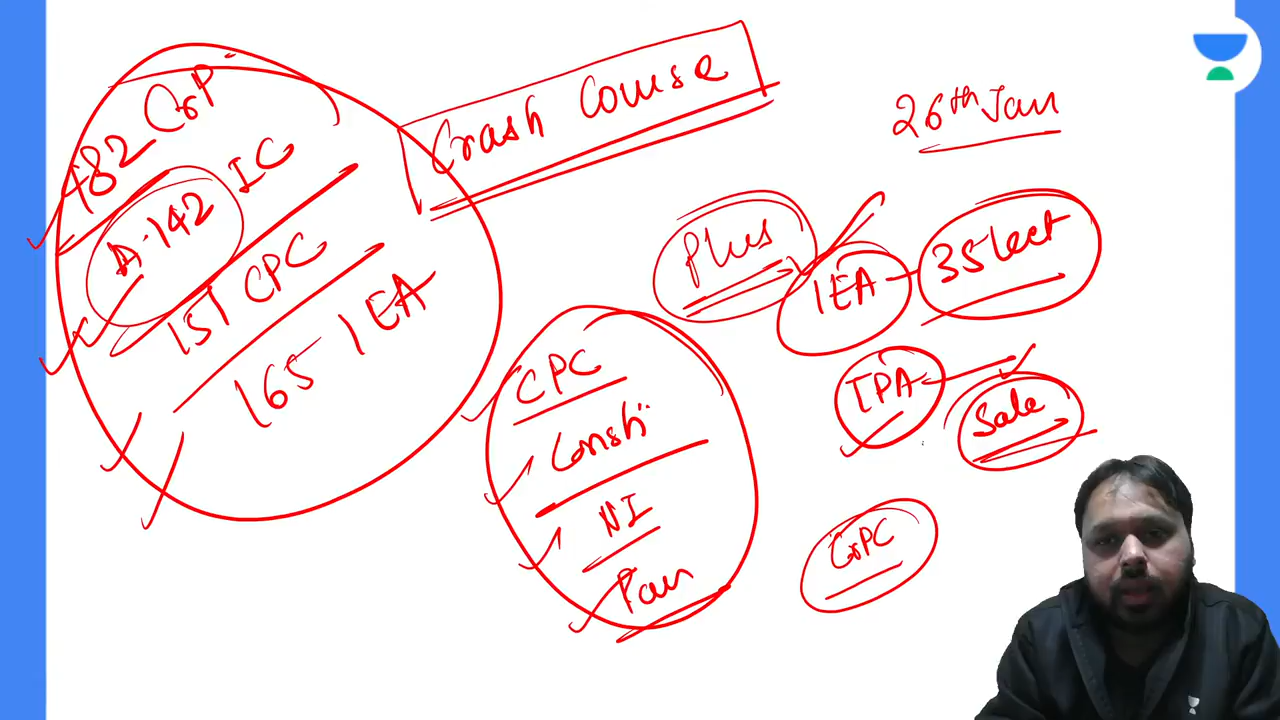 482 CrP
A.142 IC
151 CPC
165 IEA
Crash Course
26th Jan
Plus
IEA - 35 lect
TPA - Sale
CrPC
CPC
Consti
NI